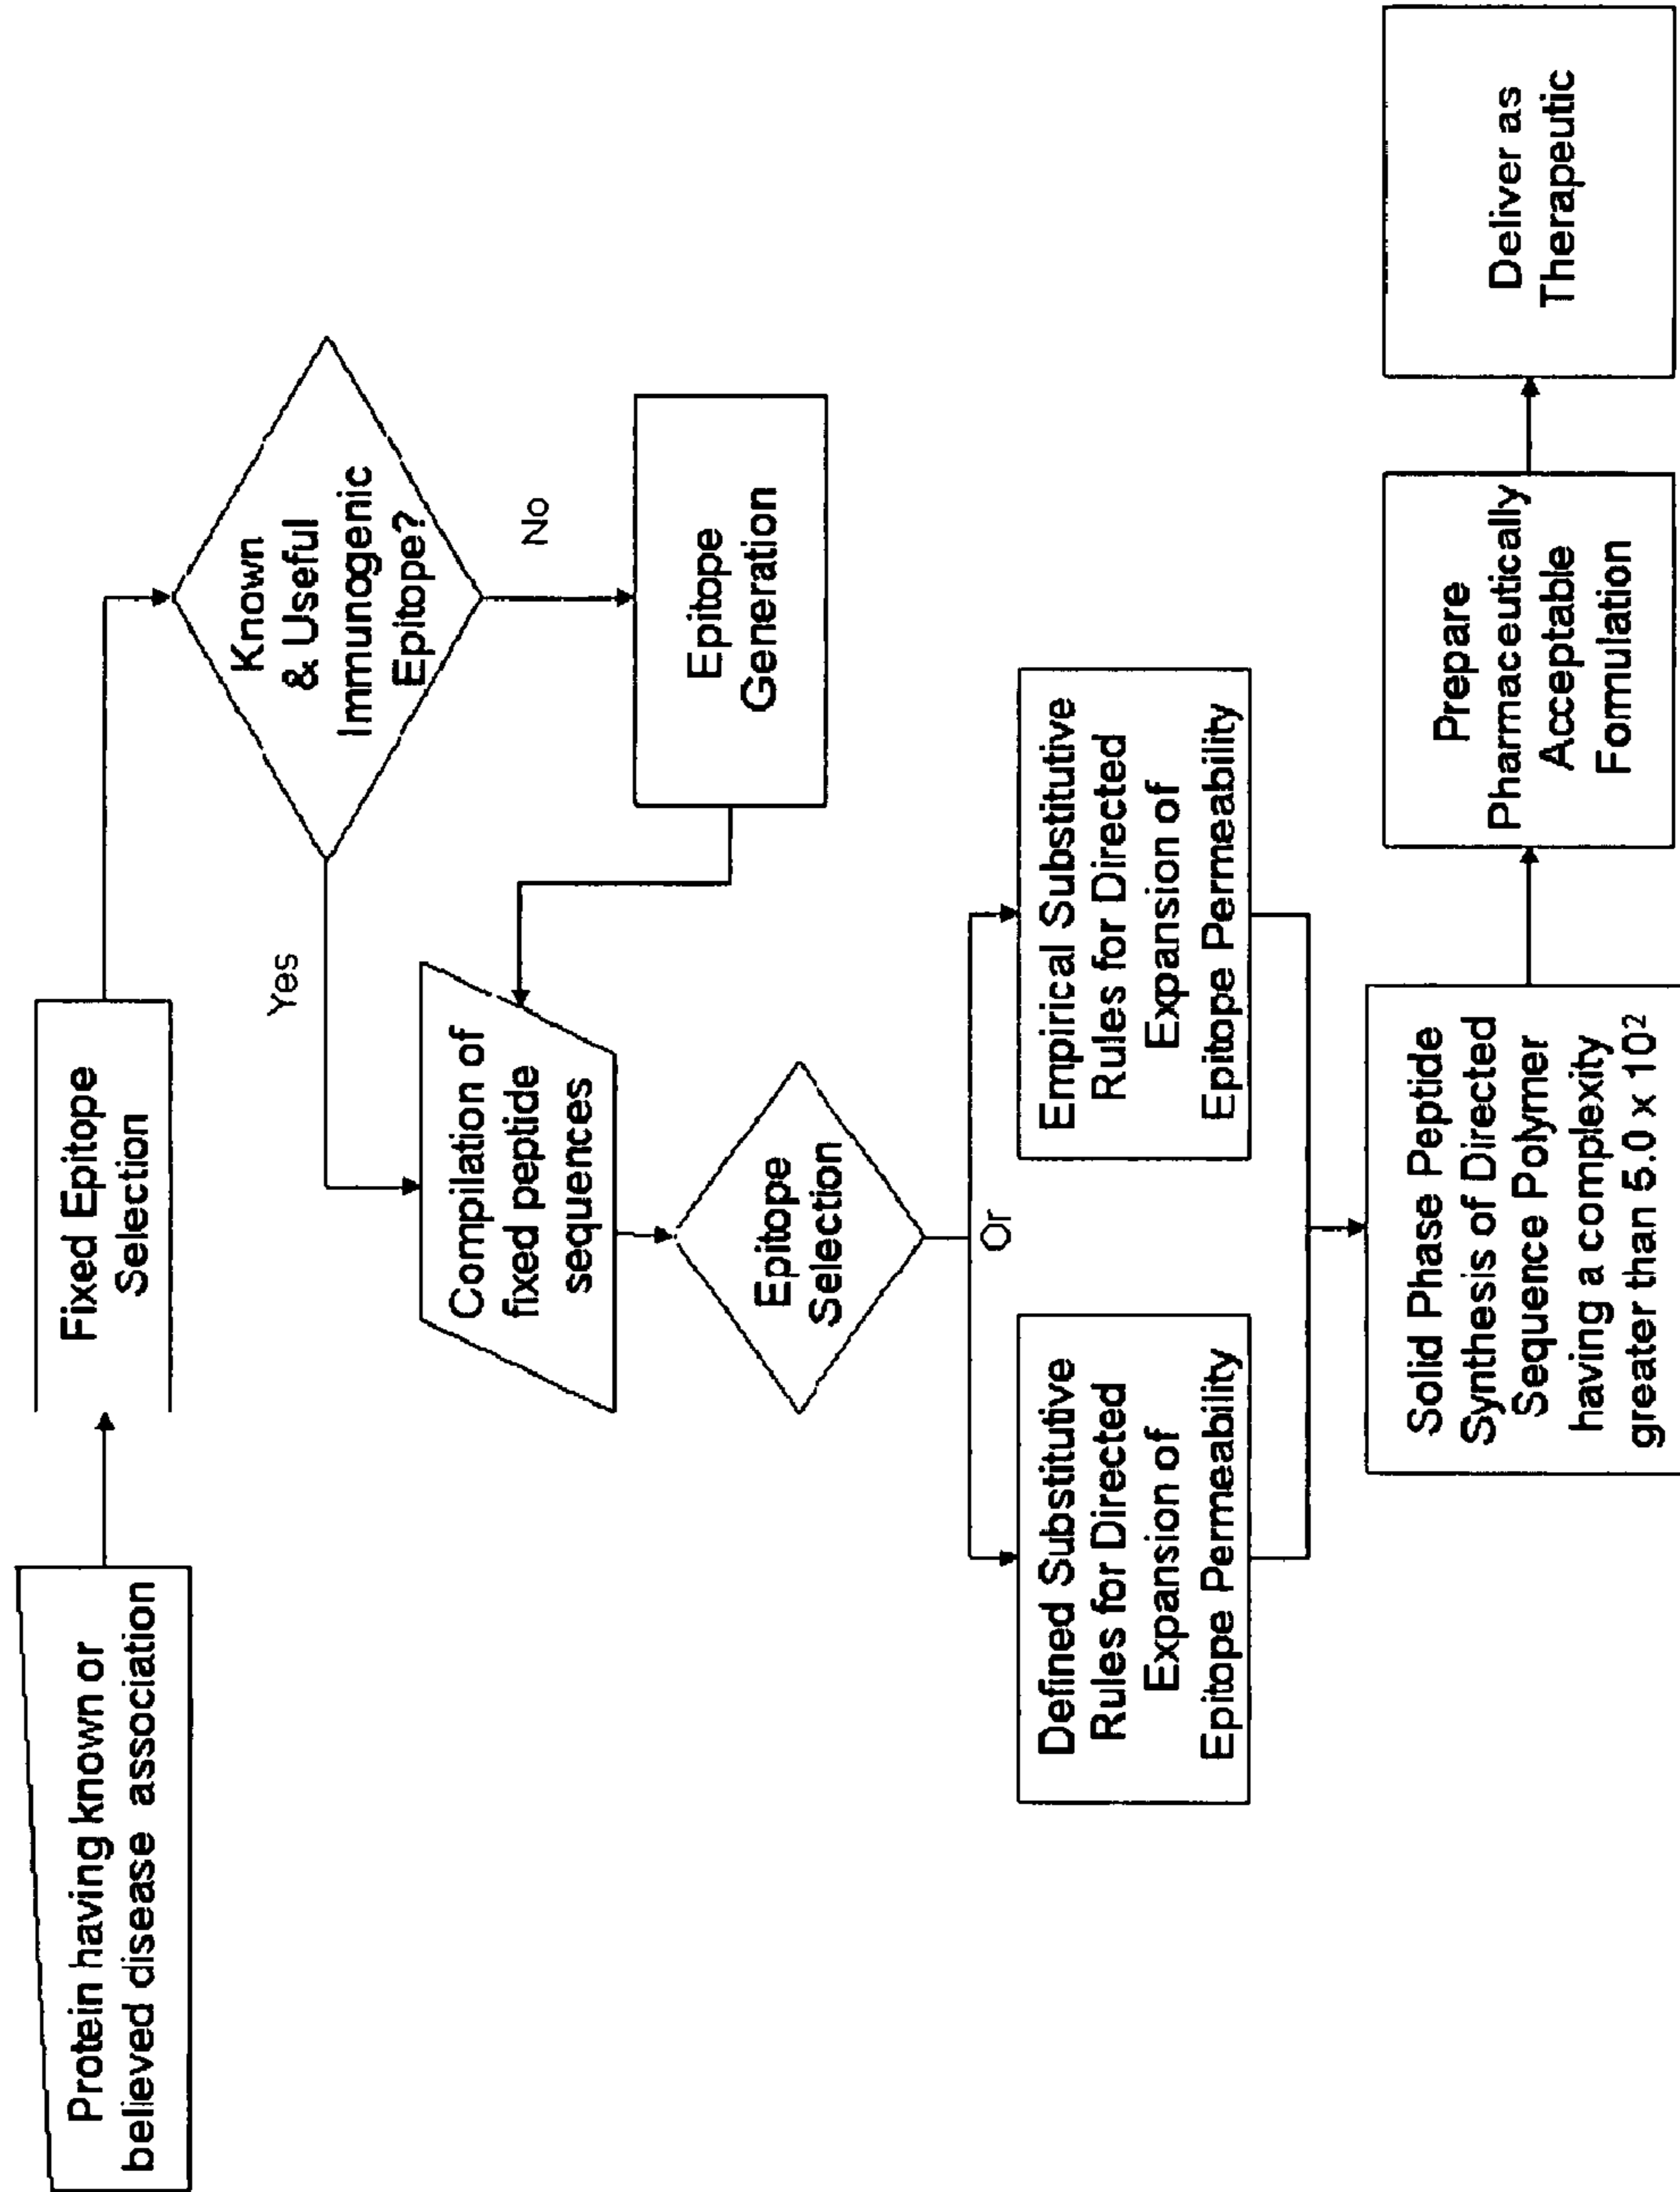 Protein having known or
believed disease association
Fixed Epitope
Selection
Known
& Useful
Immunogenic
Epitope?
Yes
No
Epitope
Generation
Compilation of
fixed peptide
sequences
Epitope
Selection
Or
Defined Substitutive
Rules for Directed
Expansion of
Epitope Permeability
Empirical Substitutive
Rules for Directed
Expansion of
Epitope Permeability
Solid Phase Peptide
Synthesis of Directed
Sequence Polymer
having a complexity
greater than 5.0 x 10²
Prepare
Pharmaceutically
Acceptable
Fomulation
Deliver as
Therapeutic